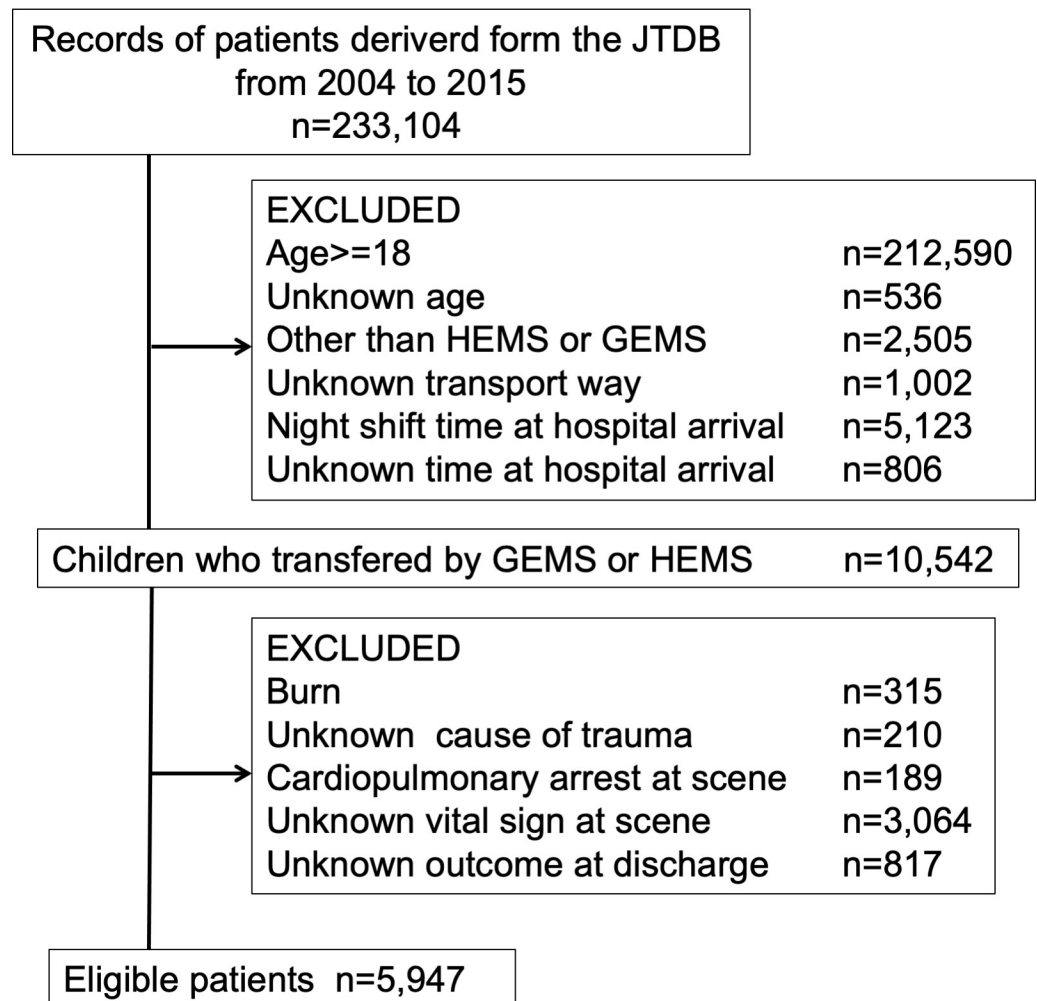 Records of patients deriverd form the JTDB
from 2004 to 2015
n=233,104
EXCLUDED
Age>=18 n=212,590
Unknown age n=536
Other than HEMS or GEMS n=2,505
Unknown transport way n=1,002
Night shift time at hospital arrival n=5,123
Unknown time at hospital arrival n=806
Children who transfered by GEMS or HEMS n=10,542
EXCLUDED
Burn n=315
Unknown cause of trauma n=210
Cardiopulmonary arrest at scene n=189
Unknown vital sign at scene n=3,064
Unknown outcome at discharge n=817
Eligible patients n=5,947